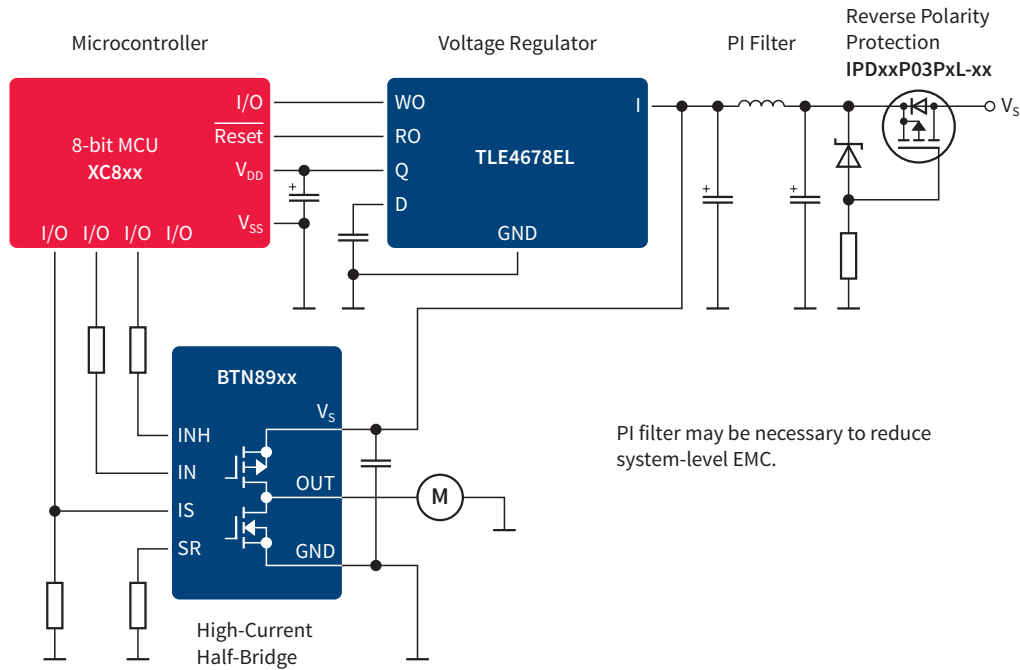 Microcontroller
Voltage Regulator
PI Filter
Reverse Polarity
Protection
IPDxxP03PxL-xx
I/O
Reset
VDD
VSS
8-bit MCU
XC8xx
I/O I/O I/O I/O
WO
RO
Q
D
I
TLE4678EL
GND
VS
+
+
+
BTN89xx
VS
INH
IN
OUT
IS
SR
GND
M
PI filter may be necessary to reduce
system-level EMC.
High-Current
Half-Bridge